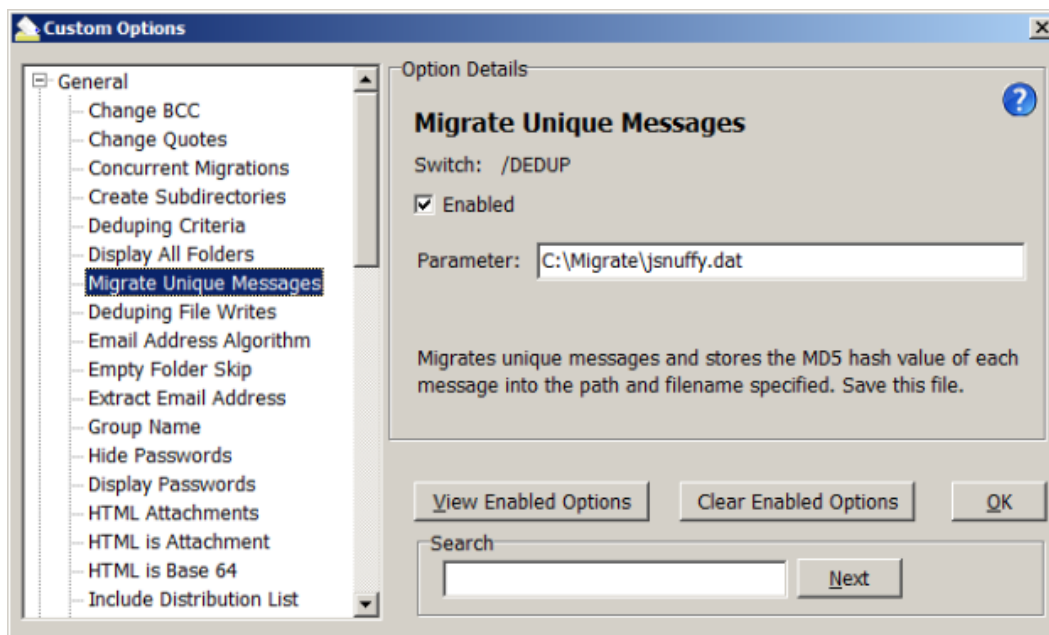 Custom Options
General
Change BCC
Change Quotes
Concurrent Migrations
Create Subdirectories
Deduping Criteria
Display All Folders
Migrate Unique Messages
Deduping File Writes
Email Address Algorithm
Empty Folder Skip
Extract Email Address
Group Name
Hide Passwords
Display Passwords
HTML Attachments
HTML is Attachment
HTML is Base 64
Include Distribution List
Option Details
?
Migrate Unique Messages
Switch: /DEDUP
Enabled
Parameter: C:\Migrate\jsnuffy.dat
Migrates unique messages and stores the MD5 hash value of each
message into the path and filename specified. Save this file.
View Enabled Options Clear Enabled Options OK
Search
Next